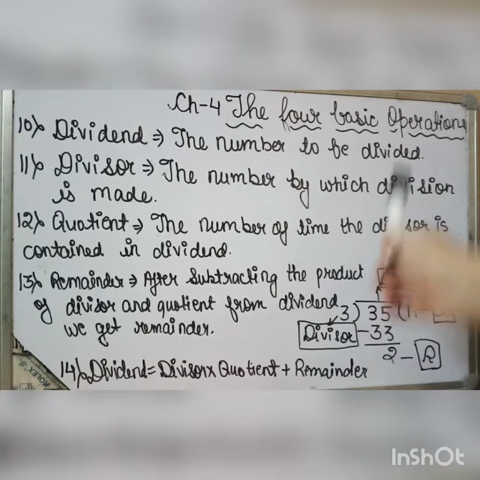 Ch-4 The four basic Operations
10) Dividend ⇒ The number to be divided.
11) Divisor ⇒ The number by which division
is made.
12) Quotient ⇒ The number of time the divisor is
contained in dividend.
13) Remainder ⇒ After subtracting the product
of divisor and quotient from dividend
we get remainder.
3) 35 (
Divisor -33
2 - R
14) Dividend = Divisor x Quotient + Remainder
ROLEX
InShOt